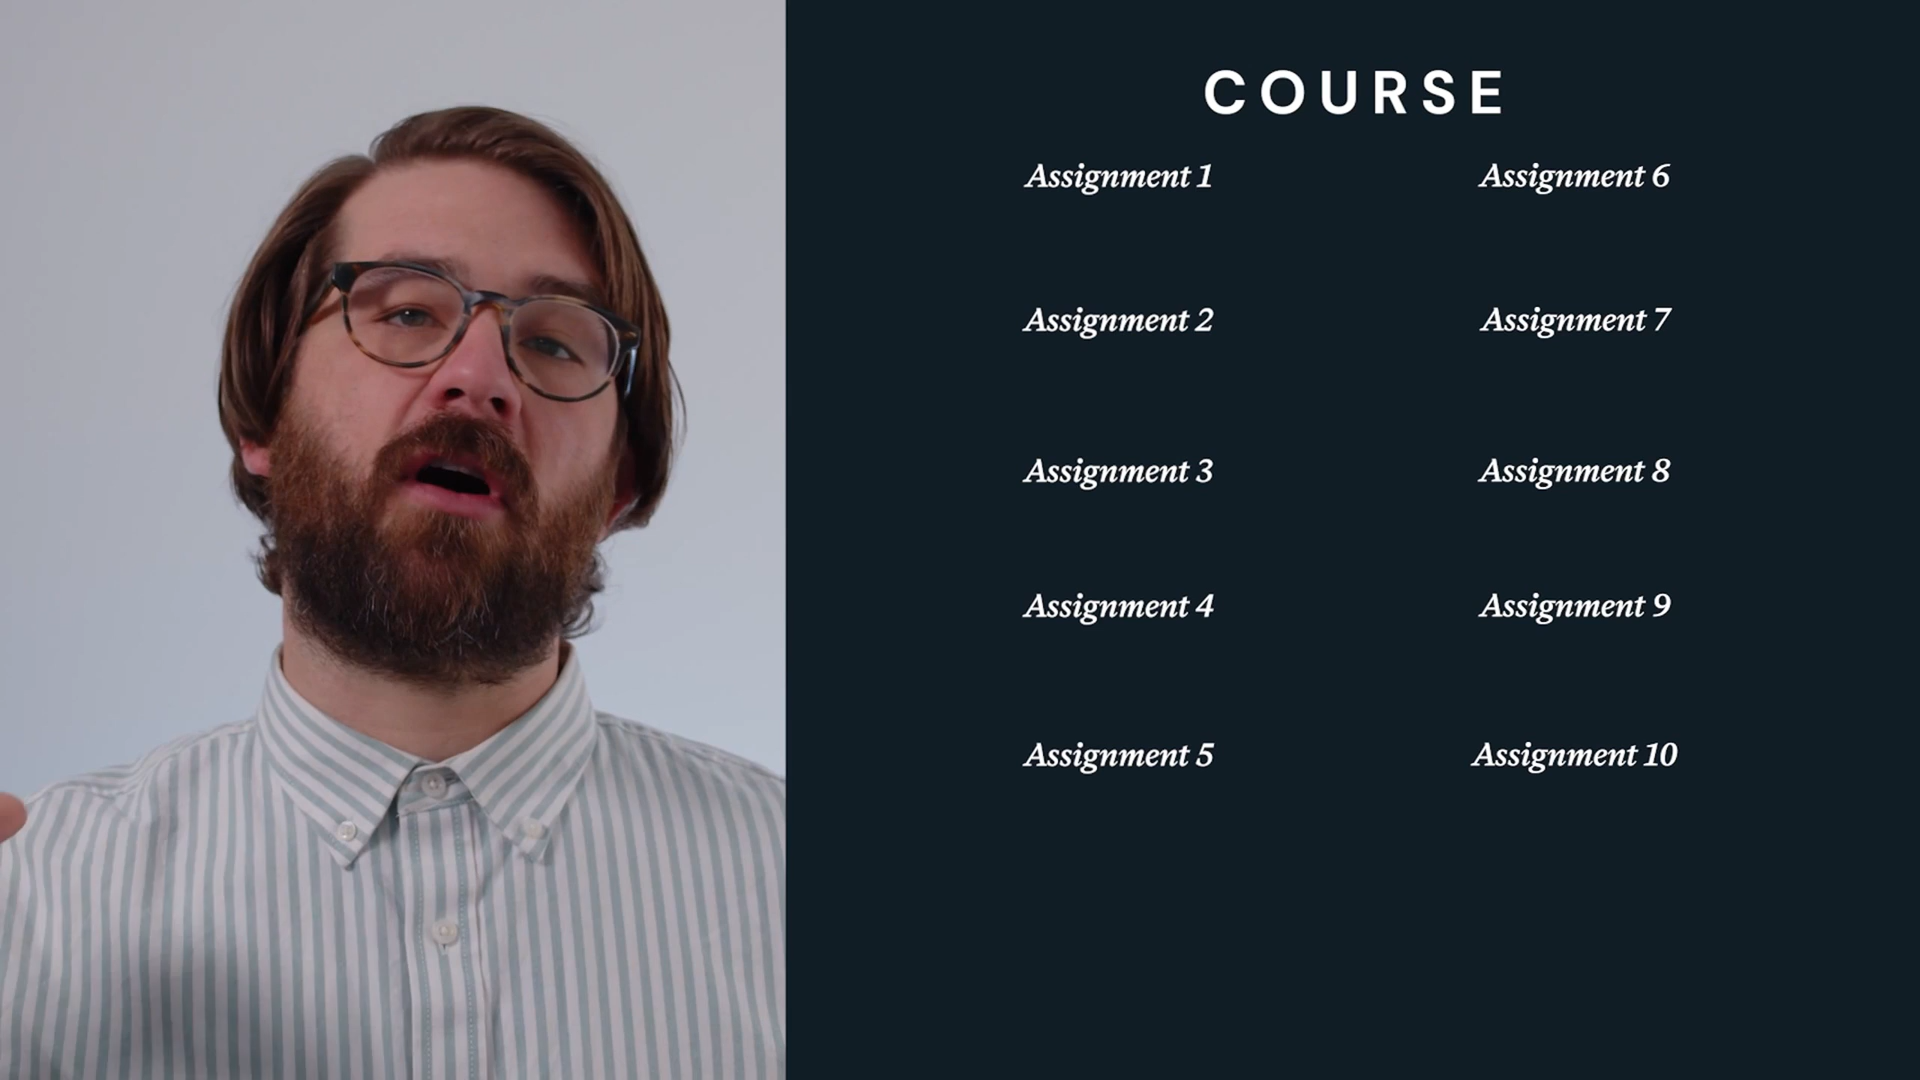 COURSE
Assignment 1
Assignment 2
Assignment 3
Assignment 4
Assignment 5
Assignment 6
Assignment 7
Assignment 8
Assignment 9
Assignment 10